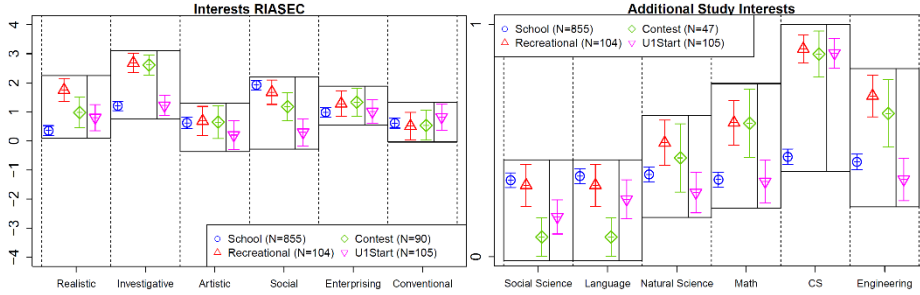 Interests RIASEC
4
3
2
1
0
−1
−2
−3
−4
School (N=855)
Recreational (N=104)
Contest (N=90)
U1Start (N=105)
Realistic
Investigative
Artistic
Social
Enterprising
Conventional
Additional Study Interests
1
0
School (N=855)
Recreational (N=104)
Contest (N=47)
U1Start (N=105)
Social Science
Language
Natural Science
Math
CS
Engineering